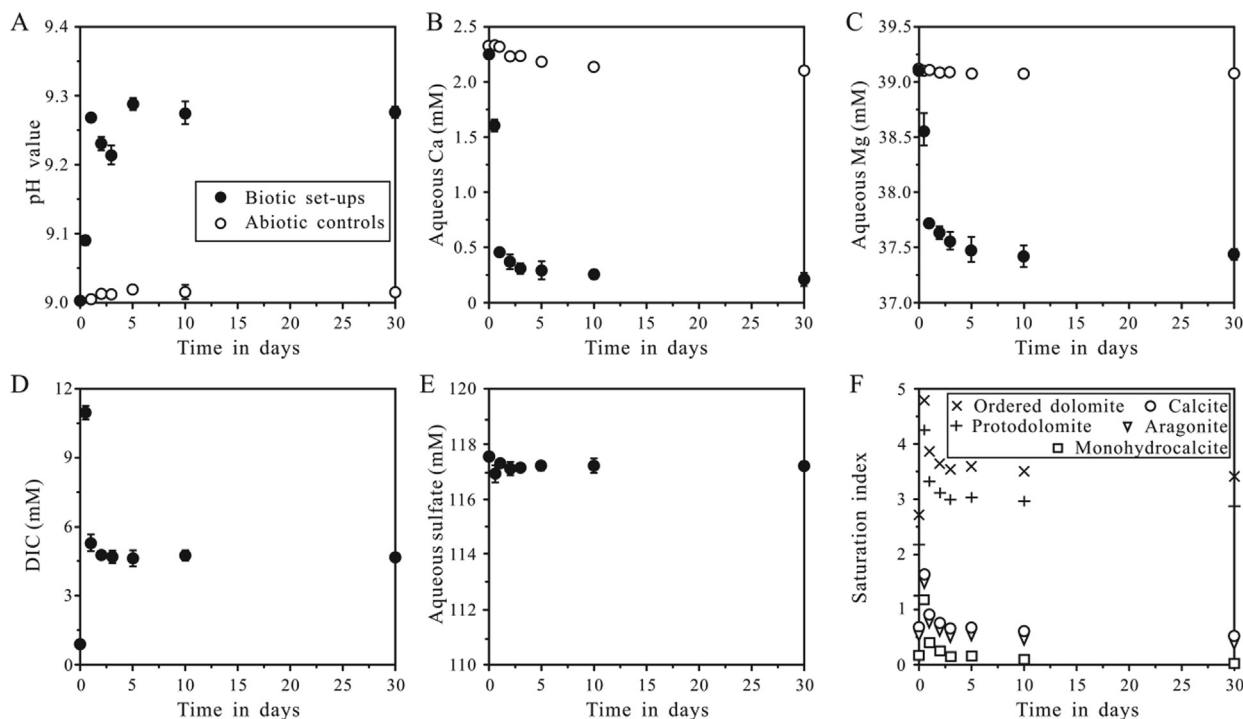 A
9.4
9.3
9.2
9.1
9.0
pH value
Biotic set-ups
Abiotic controls
0 5 10 15 20 25 30
Time in days
B
2.5
2.0
1.5
1.0
0.5
0
Aqueous Ca (mM)
0 5 10 15 20 25 30
Time in days
C
39.5
39.0
38.5
38.0
37.5
37.0
Aqueous Mg (mM)
0 5 10 15 20 25 30
Time in days
D
12
9
6
3
0
DIC (mM)
0 5 10 15 20 25 30
Time in days
E
120
118
116
114
112
110
Aqueous sulfate (mM)
0 5 10 15 20 25 30
Time in days
F
5
4
3
2
1
0
Saturation index
Ordered dolomite Calcite
Protodolomite Aragonite
Monohydrocalcite
0 5 10 15 20 25 30
Time in days